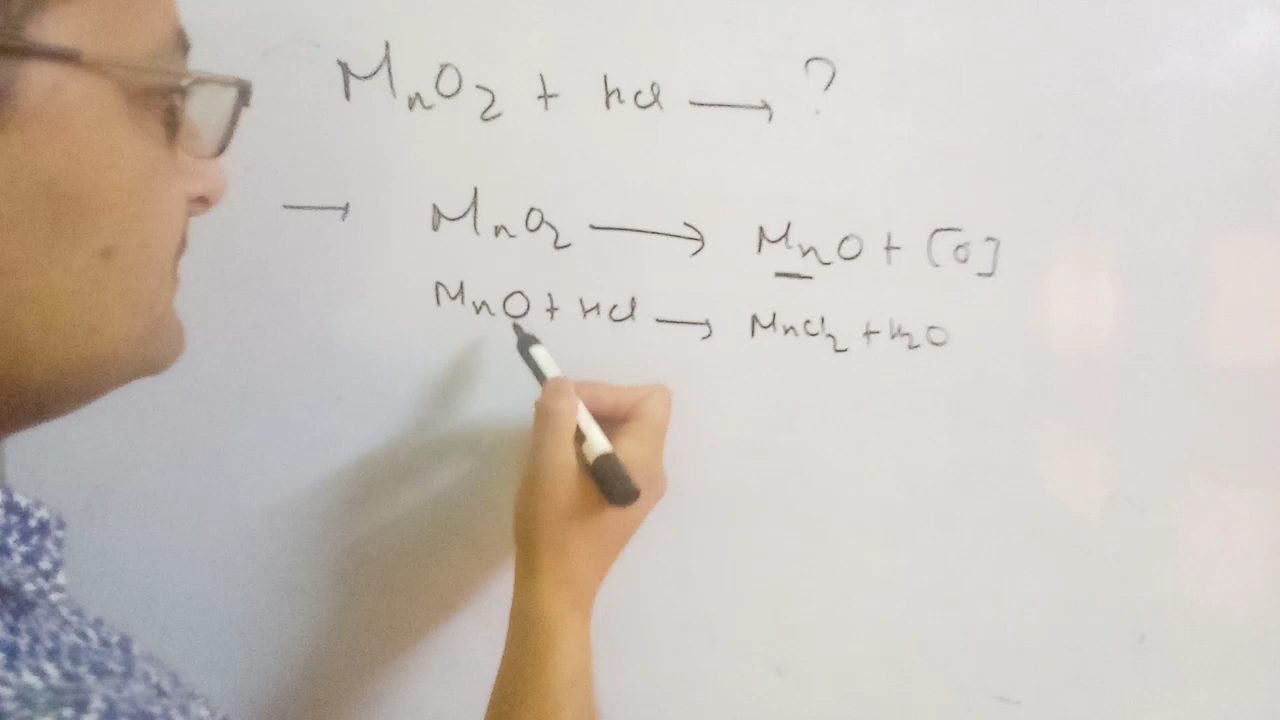 MnO2 + HCl → ?
→ MnO2 → MnO + [O]
MnO + HCl → MnCl2 + H2O